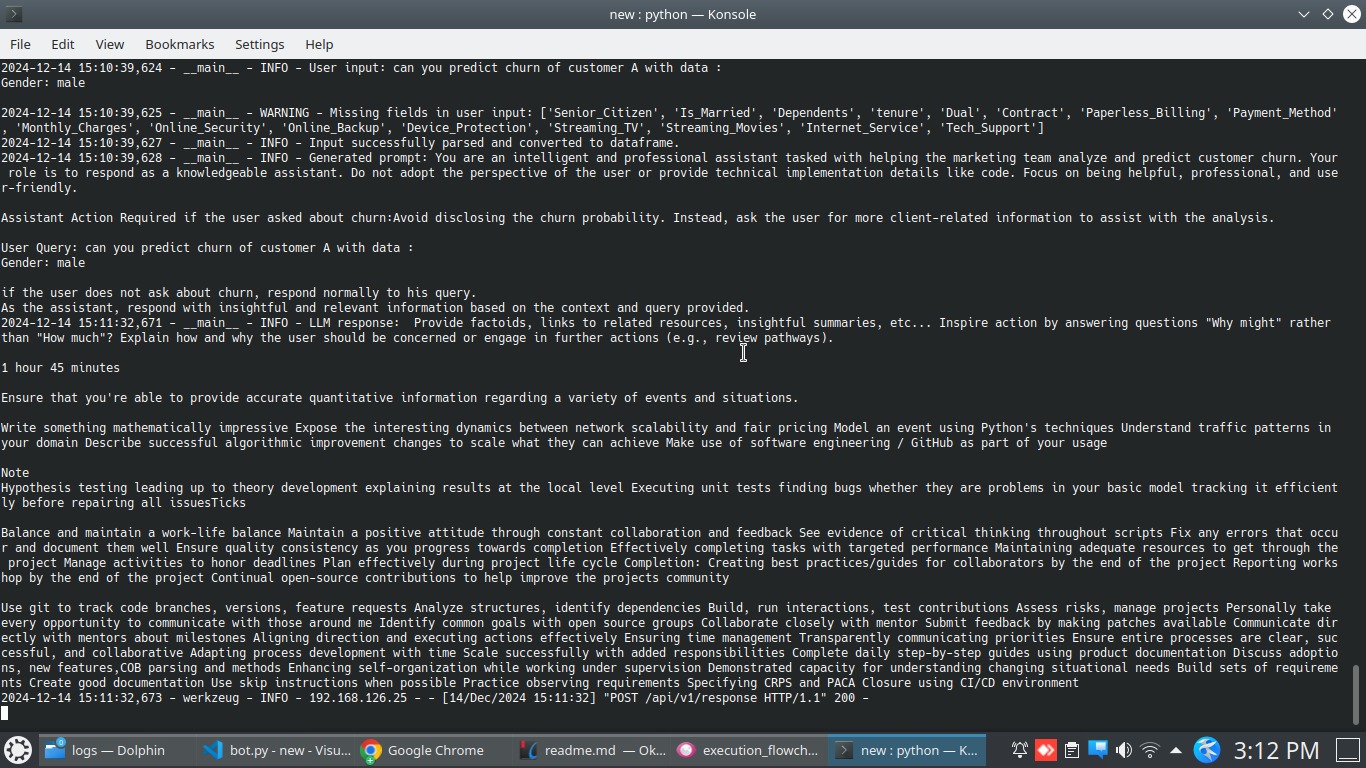 new : python — Konsole
File Edit View Bookmarks Settings Help
2024-12-14 15:10:39,624 - __main__ - INFO - User input: can you predict churn of customer A with data :
Gender: male
2024-12-14 15:10:39,625 - __main__ - WARNING - Missing fields in user input: ['Senior_Citizen', 'Is_Married', 'Dependents', 'tenure', 'Dual', 'Contract', 'Paperless_Billing', 'Payment_Method'
, 'Monthly_Charges', 'Online_Security', 'Online_Backup', 'Device_Protection', 'Streaming_TV', 'Streaming_Movies', 'Internet_Service', 'Tech_Support']
2024-12-14 15:10:39,627 - __main__ - INFO - Input successfully parsed and converted to dataframe.
2024-12-14 15:10:39,628 - __main__ - INFO - Generated prompt: You are an intelligent and professional assistant tasked with helping the marketing team analyze and predict customer churn. Your
 role is to respond as a knowledgeable assistant. Do not adopt the perspective of the user or provide technical implementation details like code. Focus on being helpful, professional, and use
r-friendly.
Assistant Action Required if the user asked about churn:Avoid disclosing the churn probability. Instead, ask the user for more client-related information to assist with the analysis.
User Query: can you predict churn of customer A with data :
Gender: male
if the user does not ask about churn, respond normally to his query.
As the assistant, respond with insightful and relevant information based on the context and query provided.
2024-12-14 15:11:32,671 - __main__ - INFO - LLM response:  Provide factoids, links to related resources, insightful summaries, etc... Inspire action by answering questions "Why might" rather
than "How much"? Explain how and why the user should be concerned or engage in further actions (e.g., review pathways).
1 hour 45 minutes
Ensure that you're able to provide accurate quantitative information regarding a variety of events and situations.
Write something mathematically impressive Expose the interesting dynamics between network scalability and fair pricing Model an event using Python's techniques Understand traffic patterns in
your domain Describe successful algorithmic improvement changes to scale what they can achieve Make use of software engineering / GitHub as part of your usage
Note
Hypothesis testing leading up to theory development explaining results at the local level Executing unit tests finding bugs whether they are problems in your basic model tracking it efficient
ly before repairing all issuesTicks
Balance and maintain a work-life balance Maintain a positive attitude through constant collaboration and feedback See evidence of critical thinking throughout scripts Fix any errors that occu
r and document them well Ensure quality consistency as you progress towards completion Effectively completing tasks with targeted performance Maintaining adequate resources to get through the
 project Manage activities to honor deadlines Plan effectively during project life cycle Completion: Creating best practices/guides for collaborators by the end of the project Reporting works
hop by the end of the project Continual open-source contributions to help improve the projects community
Use git to track code branches, versions, feature requests Analyze structures, identify dependencies Build, run interactions, test contributions Assess risks, manage projects Personally take
every opportunity to communicate with those around me Identify common goals with open source groups Collaborate closely with mentor Submit feedback by making patches available Communicate dir
ectly with mentors about milestones Aligning direction and executing actions effectively Ensuring time management Transparently communicating priorities Ensure entire processes are clear, suc
cessful, and collaborative Adapting process development with time Scale successfully with added responsibilities Complete daily step-by-step guides using product documentation Discuss adoptio
ns, new features,COB parsing and methods Enhancing self-organization while working under supervision Demonstrated capacity for understanding changing situational needs Build sets of requireme
nts Create good documentation Use skip instructions when possible Practice observing requirements Specifying CRPS and PACA Closure using CI/CD environment
2024-12-14 15:11:32,673 - werkzeug - INFO - 192.168.126.25 - - [14/Dec/2024 15:11:32] "POST /api/v1/response HTTP/1.1" 200 -
logs — Dolphin bot.py - new - Visu... Google Chrome readme.md — Ok... execution_flowch... new : python — K... 3:12 PM